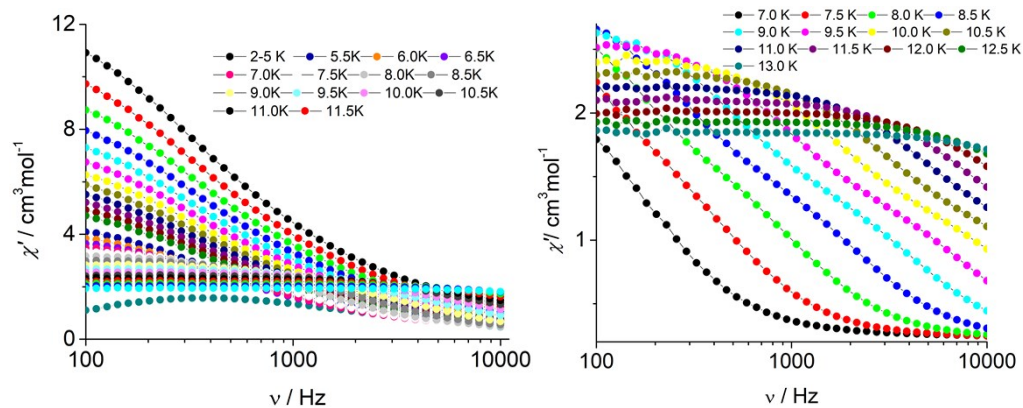 12
8
4
0
χ' / cm³mol⁻¹
100
1000
10000
ν / Hz
2-5 K 5.5K 6.0K 6.5K
7.0K 7.5K 8.0K 8.5K
9.0K 9.5K 10.0K 10.5K
11.0K 11.5K
7.0 K 7.5 K 8.0 K 8.5 K
9.0 K 9.5 K 10.0 K 10.5 K
11.0 K 11.5 K 12.0 K 12.5 K
13.0 K
2
1
χ'/ cm³mol⁻¹
100
1000
10000
ν / Hz